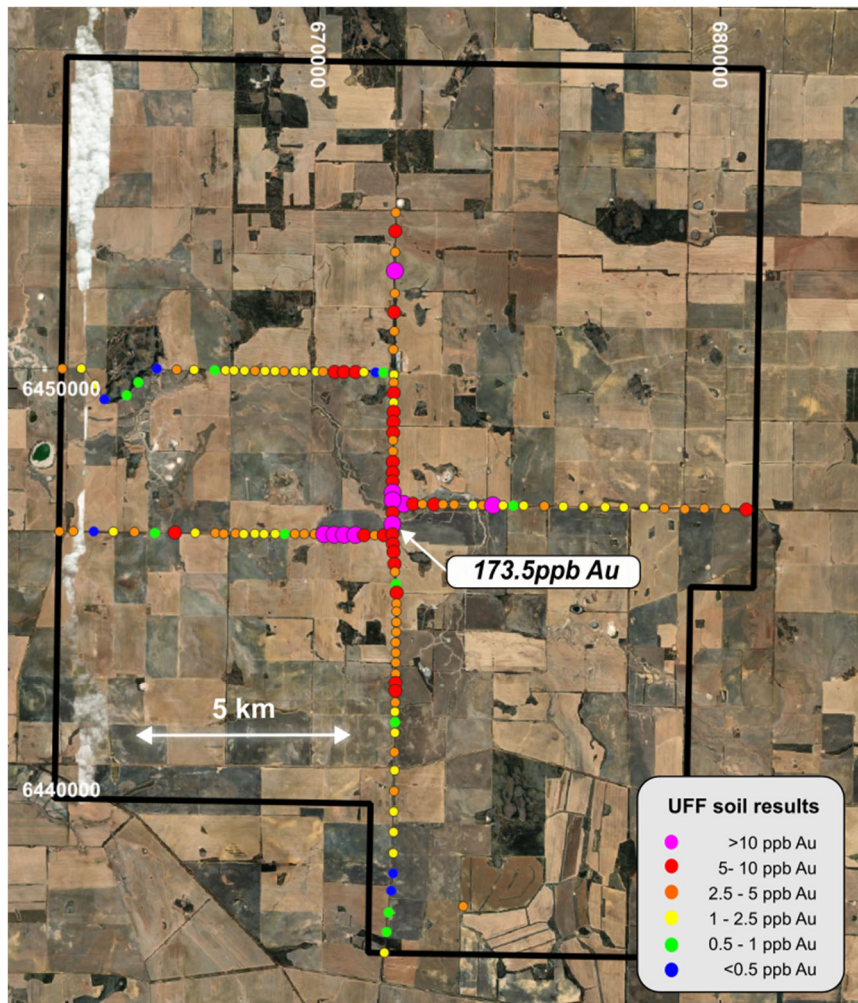 670000
680000
6450000
173.5ppb Au
5 km
6440000
UFF soil results
>10 ppb Au
5- 10 ppb Au
2.5 - 5 ppb Au
1 - 2.5 ppb Au
0.5 - 1 ppb Au
<0.5 ppb Au